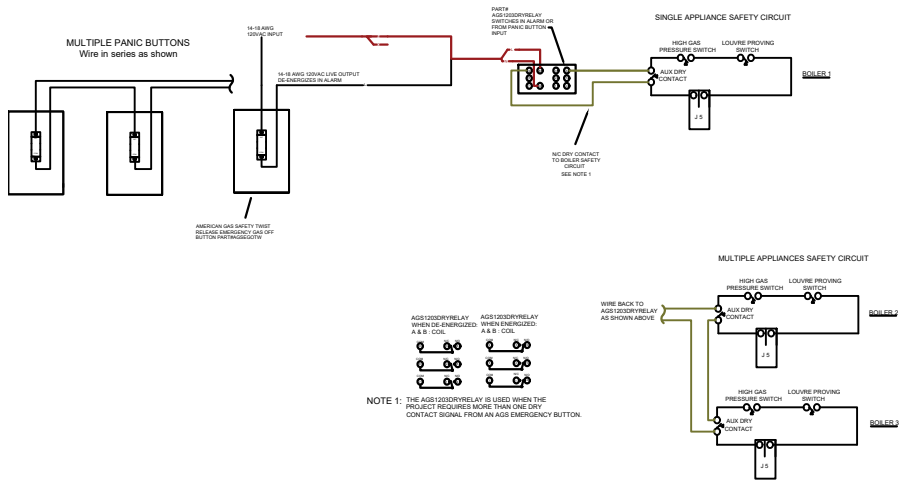 MULTIPLE PANIC BUTTONS
Wire in series as shown
14-18 AWG
120VAC INPUT
14-18 AWG 120VAC LIVE OUTPUT
DE-ENERGIZES IN ALARM
AMERICAN GAS SAFETY TWIST
RELEASE EMERGENCY GAS OFF
BUTTON PART#AGSEGOTW
PART#
AGS1203DRYRELAY
SWITCHES IN ALARM OR
FROM PANIC BUTTON
INPUT
N/C DRY CONTACT
TO BOILER SAFETY
CIRCUIT
SEE NOTE 1
SINGLE APPLIANCE SAFETY CIRCUIT
HIGH GAS
PRESSURE SWITCH
LOUVRE PROVING
SWITCH
AUX DRY
CONTACT
BOILER 1
J 5
MULTIPLE APPLIANCES SAFETY CIRCUIT
HIGH GAS
PRESSURE SWITCH
LOUVRE PROVING
SWITCH
WIRE BACK TO
AGS1203DRYRELAY
AS SHOWN ABOVE
AUX DRY
CONTACT
BOILER 2
J 5
HIGH GAS
PRESSURE SWITCH
LOUVRE PROVING
SWITCH
AUX DRY
CONTACT
BOILER 3
J 5
AGS1203DRYRELAY
WHEN DE-ENERGIZED:
A & B : COIL
AGS1203DRYRELAY
WHEN ENERGIZED:
A & B : COIL
NOTE 1: THE AGS1203DRYRELAY IS USED WHEN THE
PROJECT REQUIRES MORE THAN ONE DRY
CONTACT SIGNAL FROM AN AGS EMERGENCY BUTTON.